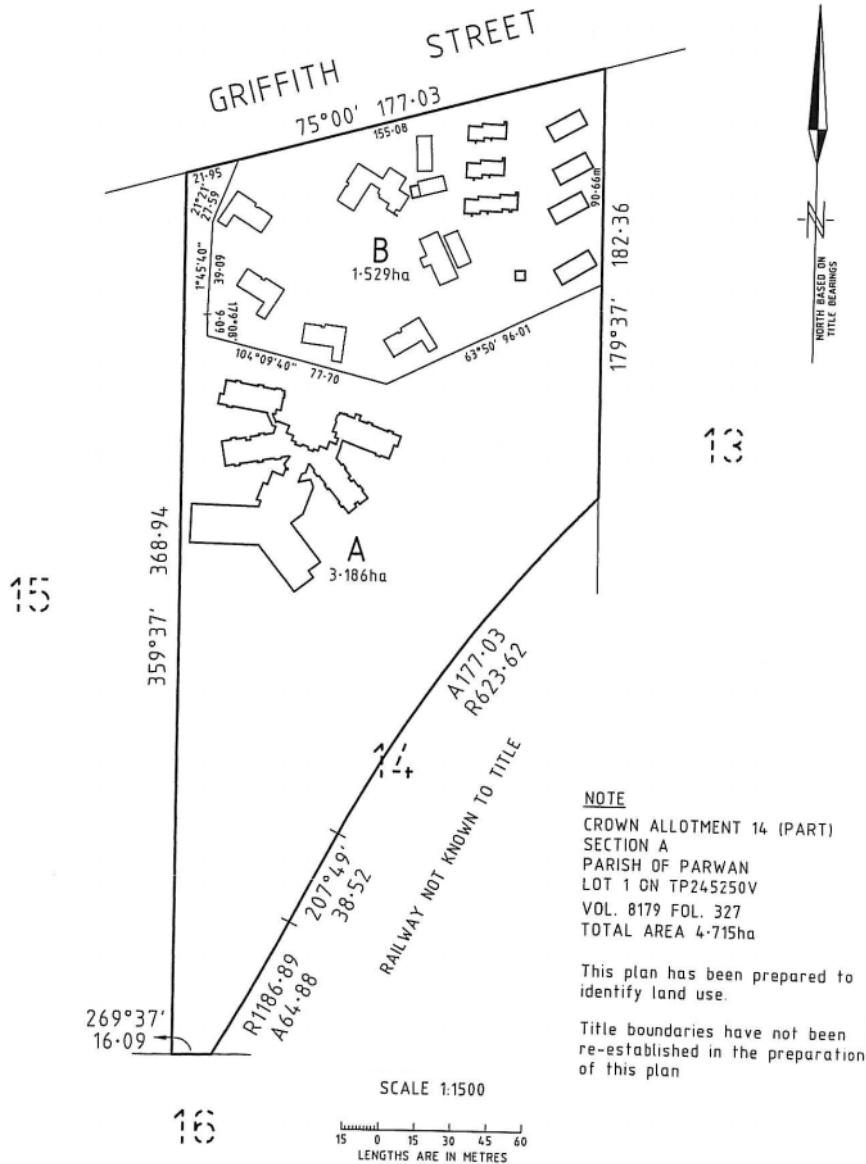 GRIFFITH STREET
75°00' 177·03
155·08
21·95
21°21'
27·59
1°45'40"
39·09
179°08'
9·09
104°09'40" 77·70
63°50' 96·01
90·66m
B
1·529ha
182·36
179°37'
NORTH BASED ON
TITLE BEARINGS
N
13
A
3·186ha
368·94
359°37'
15
A177·03
R623·62
14
RAILWAY NOT KNOWN TO TITLE
207°49'
38·52
R1186·89
A64·88
269°37'
16·09
16
NOTE
CROWN ALLOTMENT 14 (PART)
SECTION A
PARISH OF PARWAN
LOT 1 ON TP245250V
VOL. 8179 FOL. 327
TOTAL AREA 4·715ha
This plan has been prepared to
identify land use.
Title boundaries have not been
re-established in the preparation
of this plan
SCALE 1:1500
15 0 15 30 45 60
LENGTHS ARE IN METRES